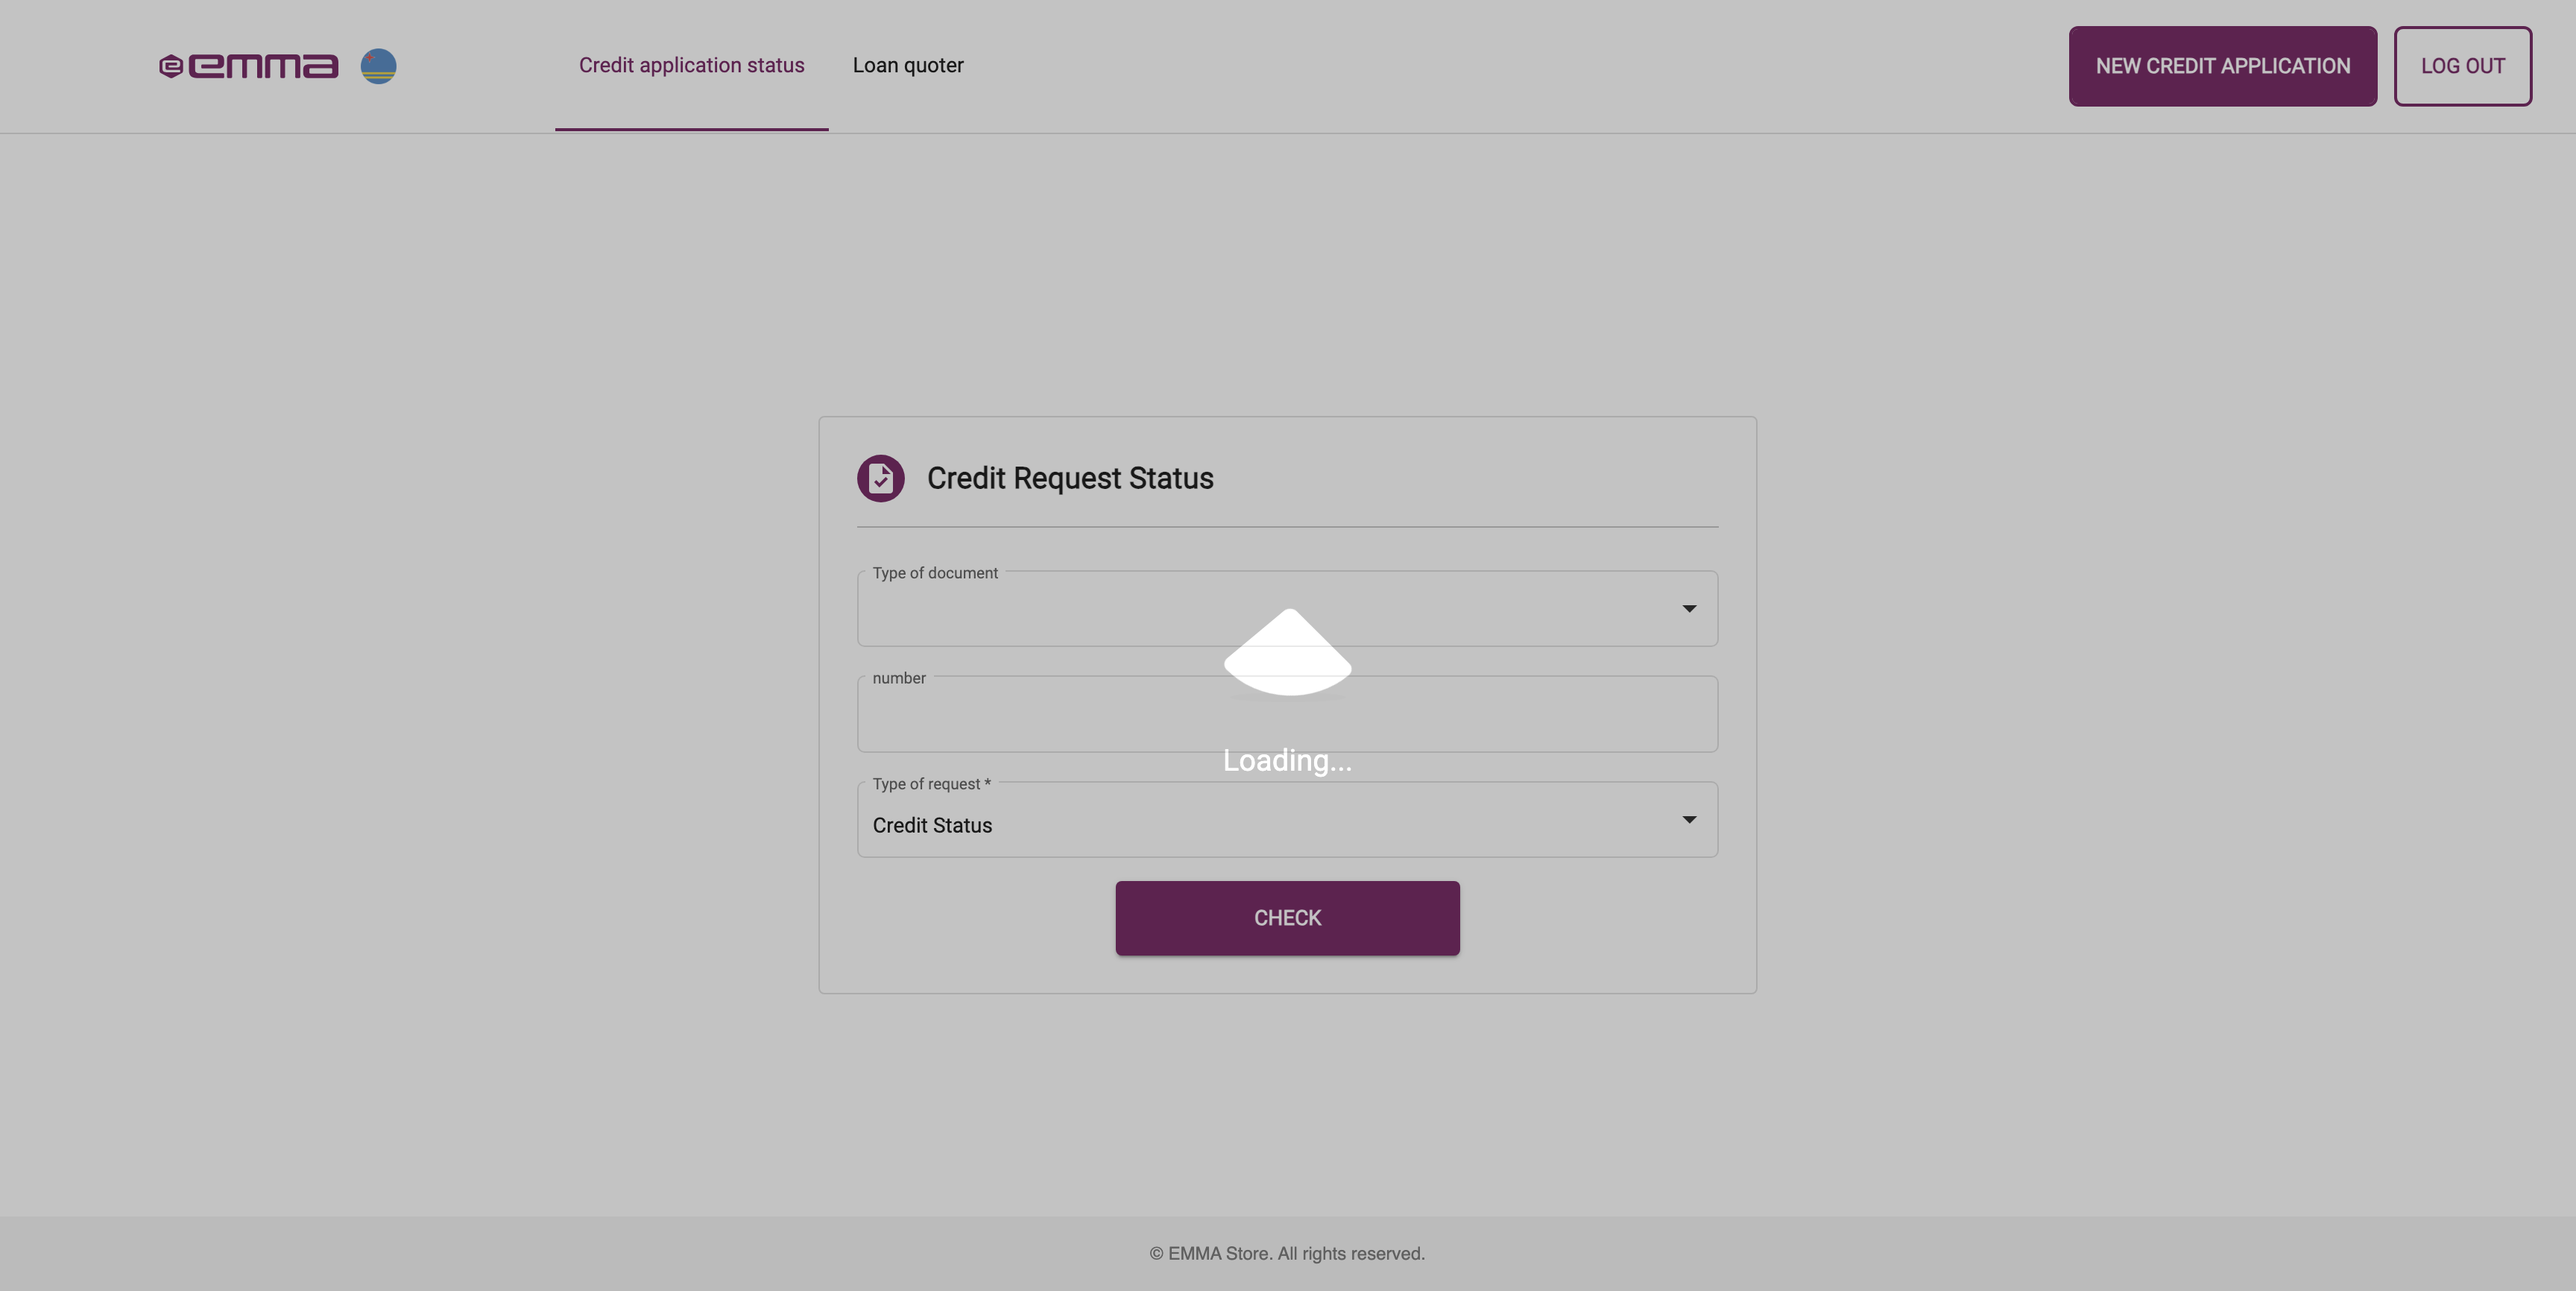 emma
Credit application status
Loan quoter
NEW CREDIT APPLICATION
LOG OUT
Credit Request Status
Type of document
number
Loading...
Type of request *
Credit Status
CHECK
© EMMA Store. All rights reserved.